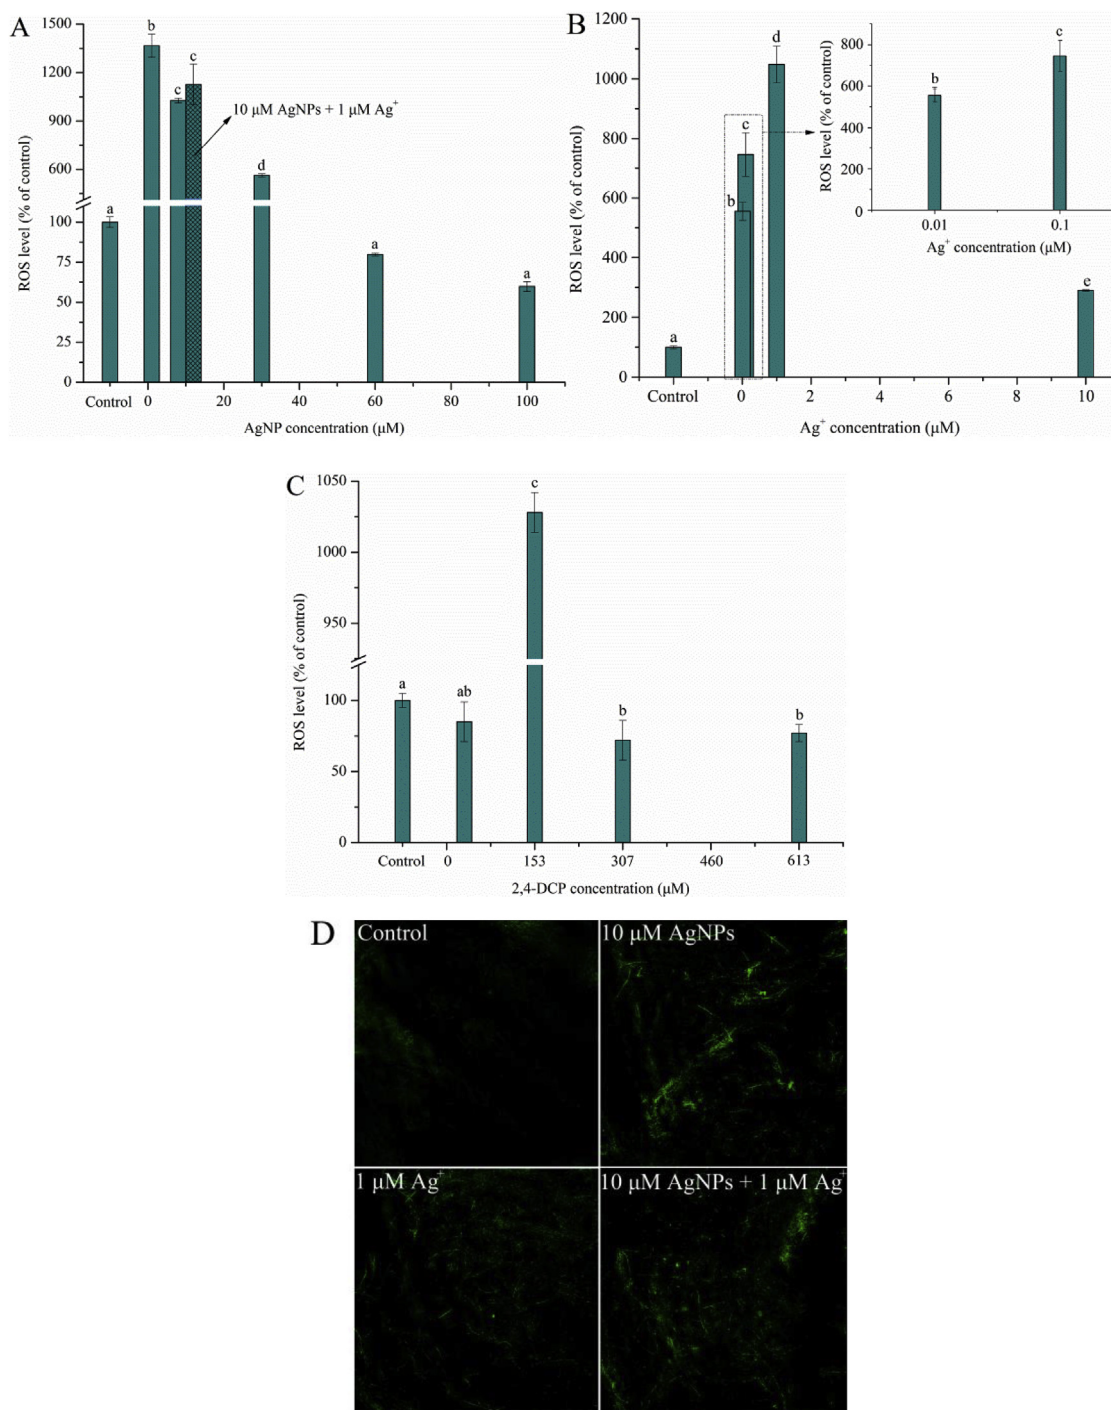 A
ROS level (% of control)
1500
1200
900
600
100
75
50
25
0
b
c
c
10 μM AgNPs + 1 μM Ag⁺
d
a
a
a
Control 0 20 40 60 80 100
AgNP concentration (μM)
B
ROS level (% of control)
1200
1000
800
600
400
200
0
d
c
b
a
e
Control 0 2 4 6 8 10
Ag⁺ concentration (μM)
ROS level (% of control)
800
600
400
200
0
b
c
0.01 0.1
Ag⁺ concentration (μM)
C
ROS level (% of control)
1050
1000
950
100
50
0
c
a
ab
b
b
Control 0 153 307 460 613
2,4-DCP concentration (μM)
D
Control
10 μM AgNPs
1 μM Ag⁺
10 μM AgNPs + 1 μM Ag⁺